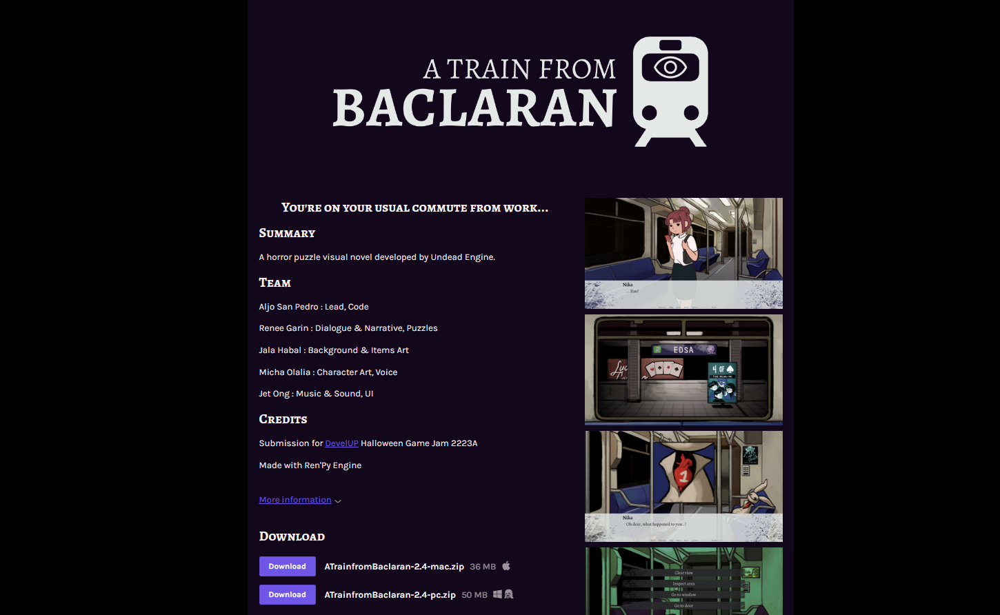 A TRAIN FROM
BACLARAN
You're on your usual commute from work...
Summary
A horror puzzle visual novel developed by Undead Engine.
Team
Aljo San Pedro : Lead, Code
Renee Garin : Dialogue & Narrative, Puzzles
Jala Habal : Background & Items Art
Micha Olalia : Character Art, Voice
Jet Ong : Music & Sound, UI
Credits
Submission for DevelUP Halloween Game Jam 2223A
Made with Ren'Py Engine
More information
Download
Download ATrainfromBaclaran-2.4-mac.zip 36 MB
Download ATrainfromBaclaran-2.4-pc.zip 50 MB
Nika
EDSA
4 OF
1
Nika
Oh dear, what happened to you..?
Clear view
Inspect area
Go to window
Go to door